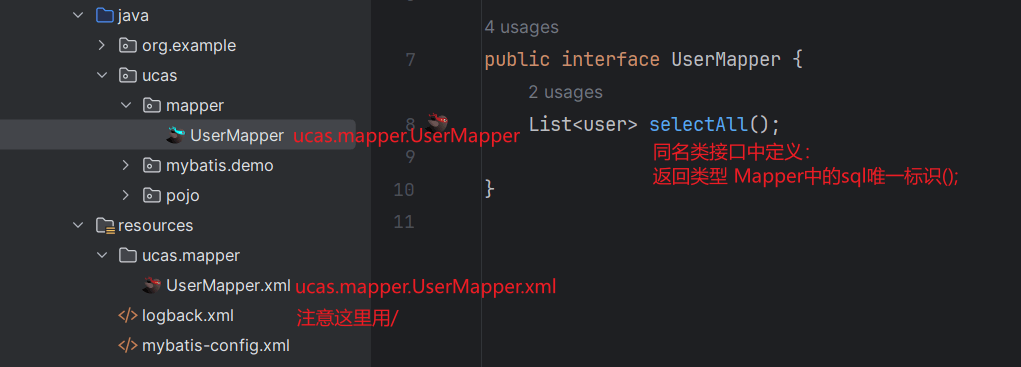 java
org.example
ucas
mapper
UserMapper ucas.mapper.UserMapper
mybatis.demo
pojo
resources
ucas.mapper
UserMapper.xml ucas.mapper.UserMapper.xml
logback.xml 注意这里用/
mybatis-config.xml
4 usages
7 public interface UserMapper {
2 usages
8 List<user> selectAll();
同名类接口中定义：
9 返回类型 Mapper中的sql唯一标识();
10 }
11